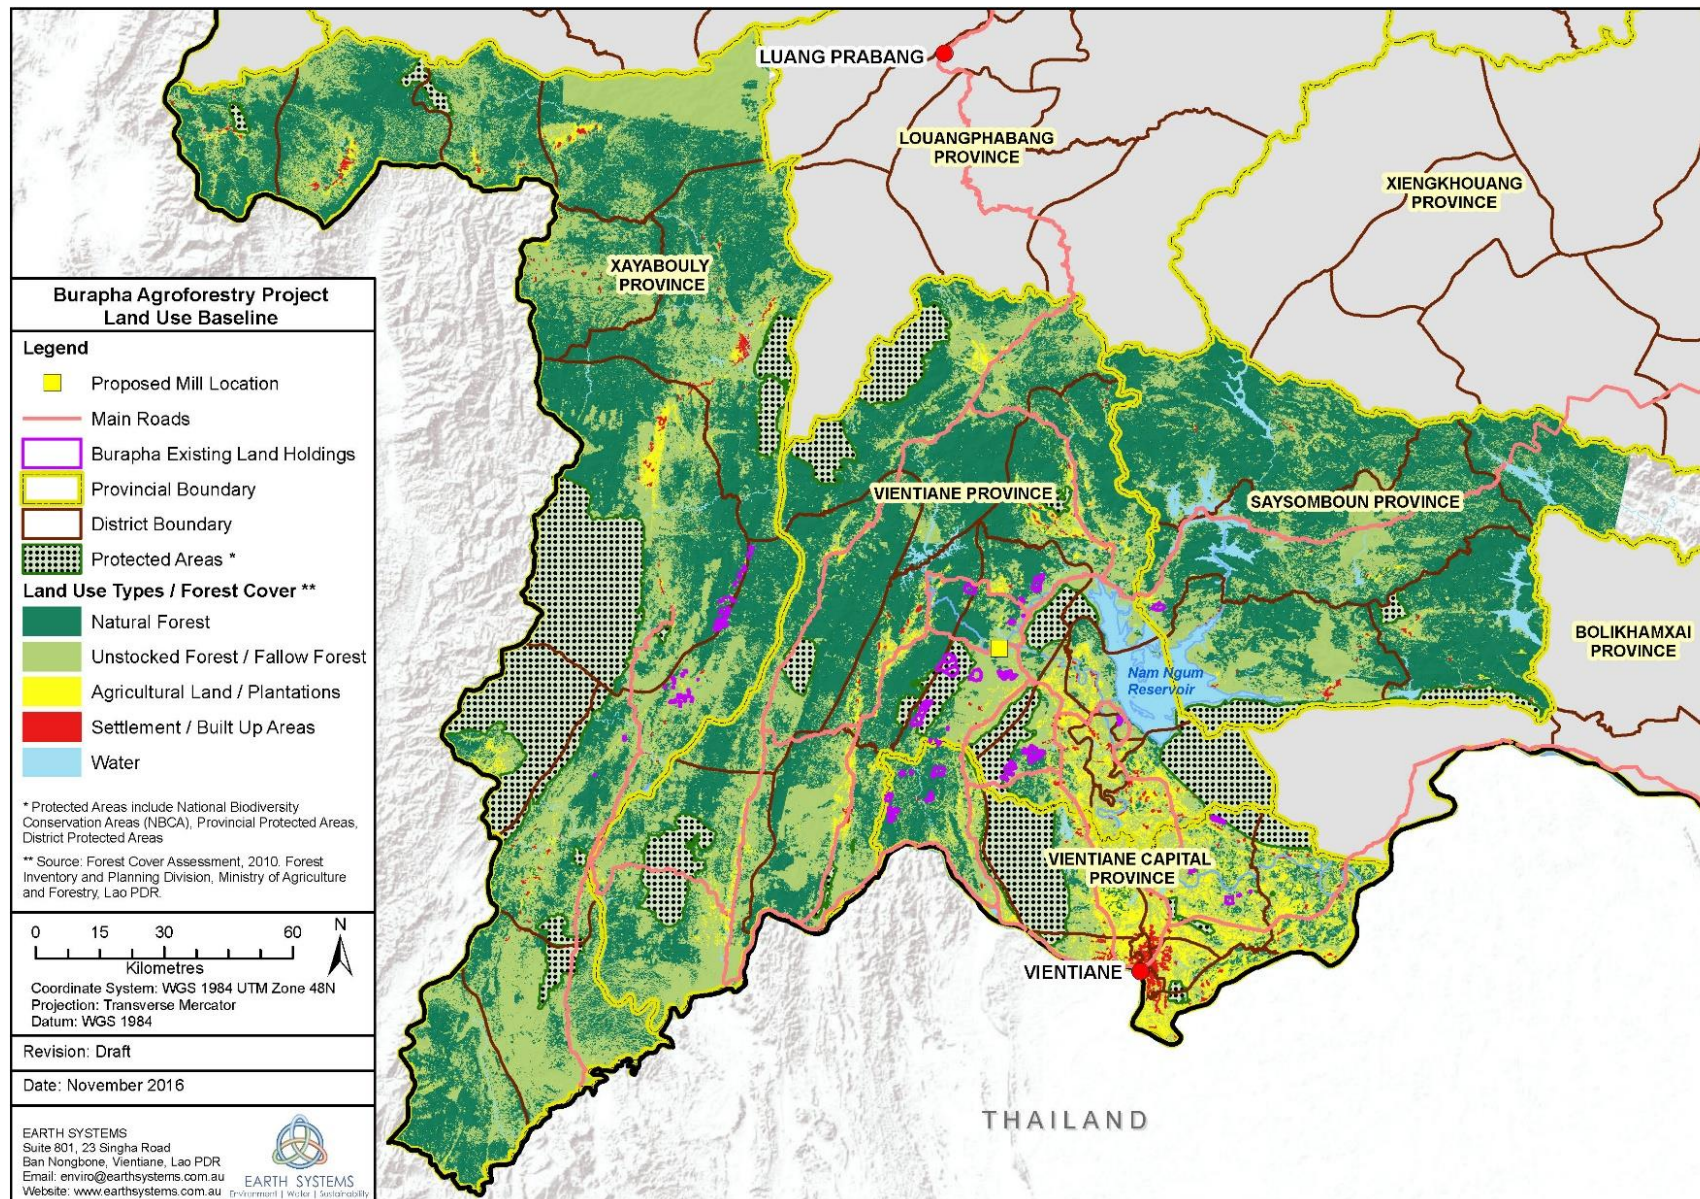 LUANG PRABANG
LOUANGPHABANG
PROVINCE
XIENGKHOUANG
PROVINCE
XAYABOULY
PROVINCE
VIENTIANE PROVINCE
SAYSOMBOUN PROVINCE
BOLIKHAMXAI
PROVINCE
Nam Ngum
Reservoir
VIENTIANE CAPITAL
PROVINCE
VIENTIANE
THAILAND
Burapha Agroforestry Project
Land Use Baseline
Legend
Proposed Mill Location
Main Roads
Burapha Existing Land Holdings
Provincial Boundary
District Boundary
Protected Areas *
Land Use Types / Forest Cover **
Natural Forest
Unstocked Forest / Fallow Forest
Agricultural Land / Plantations
Settlement / Built Up Areas
Water
* Protected Areas include National Biodiversity
Conservation Areas (NBCA), Provincial Protected Areas,
District Protected Areas
** Source: Forest Cover Assessment, 2010. Forest
Inventory and Planning Division, Ministry of Agriculture
and Forestry, Lao PDR.
0 15 30 60
N
Kilometres
Coordinate System: WGS 1984 UTM Zone 48N
Projection: Transverse Mercator
Datum: WGS 1984
Revision: Draft
Date: November 2016
EARTH SYSTEMS
Suite 801, 23 Singha Road
Ban Nongbone, Vientiane, Lao PDR
Email: enviro@earthsystems.com.au
Website: www.earthsystems.com.au
EARTH SYSTEMS
Environment | Water | Sustainability